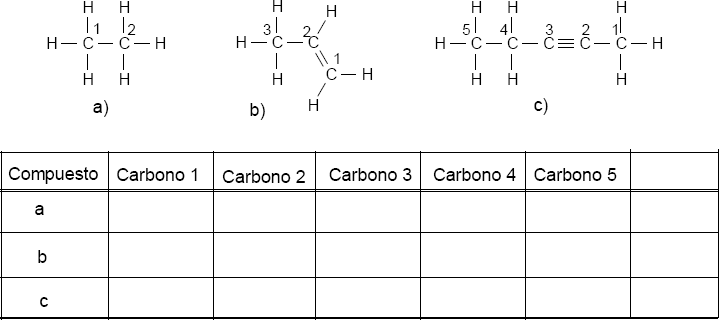 H H
1 2
H – C – C – H
H H
a)
H H
3 2
H – C – C
1
H C – H
H
b)
H H H
5 4 3 2 1
H – C – C – C ≡ C – C – H
H H H
c)
Compuesto Carbono 1 Carbono 2 Carbono 3 Carbono 4 Carbono 5
a
b
c